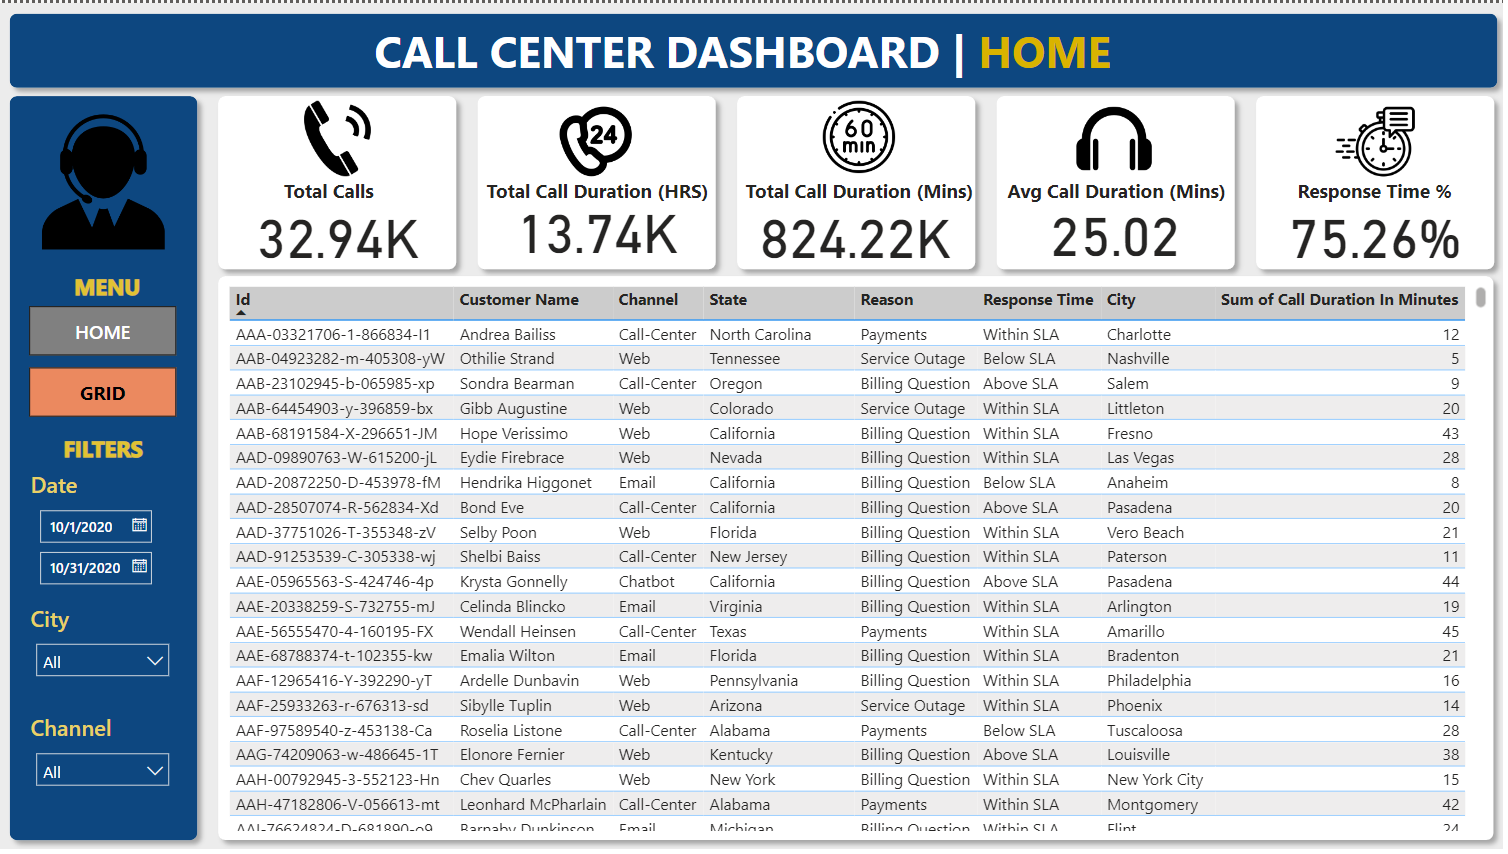 CALL CENTER DASHBOARD | HOME
24
60 min
Total Calls
32.94K
Total Call Duration (HRS)
13.74K
Total Call Duration (Mins)
824.22K
Avg Call Duration (Mins)
25.02
Response Time %
75.26%
MENU
HOME
GRID
FILTERS
Date
10/1/2020
10/31/2020
City
All
Channel
All
Id Customer Name Channel State Reason Response Time City Sum of Call Duration In Minutes
AAA-03321706-1-866834-I1 Andrea Bailiss Call-Center North Carolina Payments Within SLA Charlotte 12
AAB-04923282-m-405308-yW Othilie Strand Web Tennessee Service Outage Below SLA Nashville 5
AAB-23102945-b-065985-xp Sondra Bearman Call-Center Oregon Billing Question Above SLA Salem 9
AAB-64454903-y-396859-bx Gibb Augustine Web Colorado Service Outage Within SLA Littleton 20
AAB-68191584-X-296651-JM Hope Verissimo Web California Billing Question Within SLA Fresno 43
AAD-09890763-W-615200-jL Eydie Firebrace Web Nevada Billing Question Within SLA Las Vegas 28
AAD-20872250-D-453978-fM Hendrika Higgonet Email California Billing Question Below SLA Anaheim 8
AAD-28507074-R-562834-Xd Bond Eve Call-Center California Billing Question Above SLA Pasadena 20
AAD-37751026-T-355348-zV Selby Poon Web Florida Billing Question Within SLA Vero Beach 21
AAD-91253539-C-305338-wj Shelbi Baiss Call-Center New Jersey Billing Question Within SLA Paterson 11
AAE-05965563-S-424746-4p Krysta Gonnelly Chatbot California Billing Question Above SLA Pasadena 44
AAE-20338259-S-732755-mJ Celinda Blincko Email Virginia Billing Question Within SLA Arlington 19
AAE-56555470-4-160195-FX Wendall Heinsen Call-Center Texas Payments Within SLA Amarillo 45
AAE-68788374-t-102355-kw Emalia Wilton Email Florida Billing Question Within SLA Bradenton 21
AAF-12965416-Y-392290-yT Ardelle Dunbavin Web Pennsylvania Billing Question Within SLA Philadelphia 16
AAF-25933263-r-676313-sd Sibylle Tuplin Web Arizona Service Outage Within SLA Phoenix 14
AAF-97589540-z-453138-Ca Roselia Listone Call-Center Alabama Payments Below SLA Tuscaloosa 28
AAG-74209063-w-486645-1T Elonore Fernier Web Kentucky Billing Question Above SLA Louisville 38
AAH-00792945-3-552123-Hn Chev Quarles Web New York Billing Question Within SLA New York City 15
AAH-47182806-V-056613-mt Leonhard McPharlain Call-Center Alabama Payments Within SLA Montgomery 42
AAI-76624824-D-681890-o9 Barnaby Dunkinson Email Michigan Billing Question Within SLA Flint 24